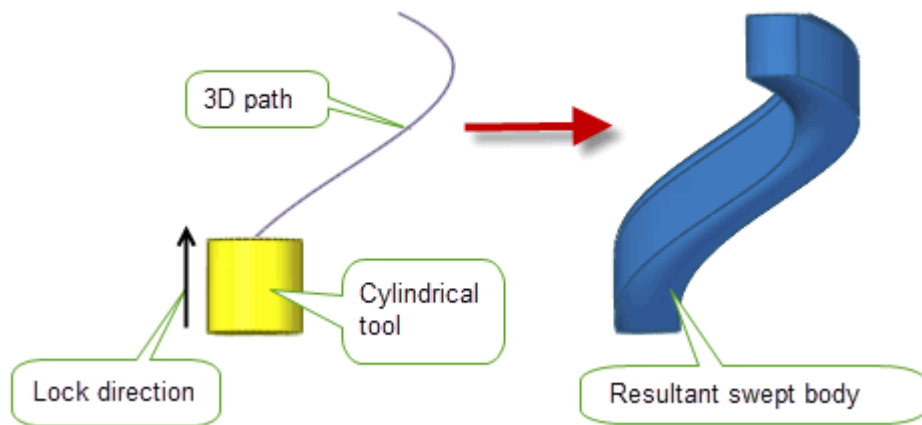 3D path
Cylindrical
tool
Lock direction
Resultant swept body